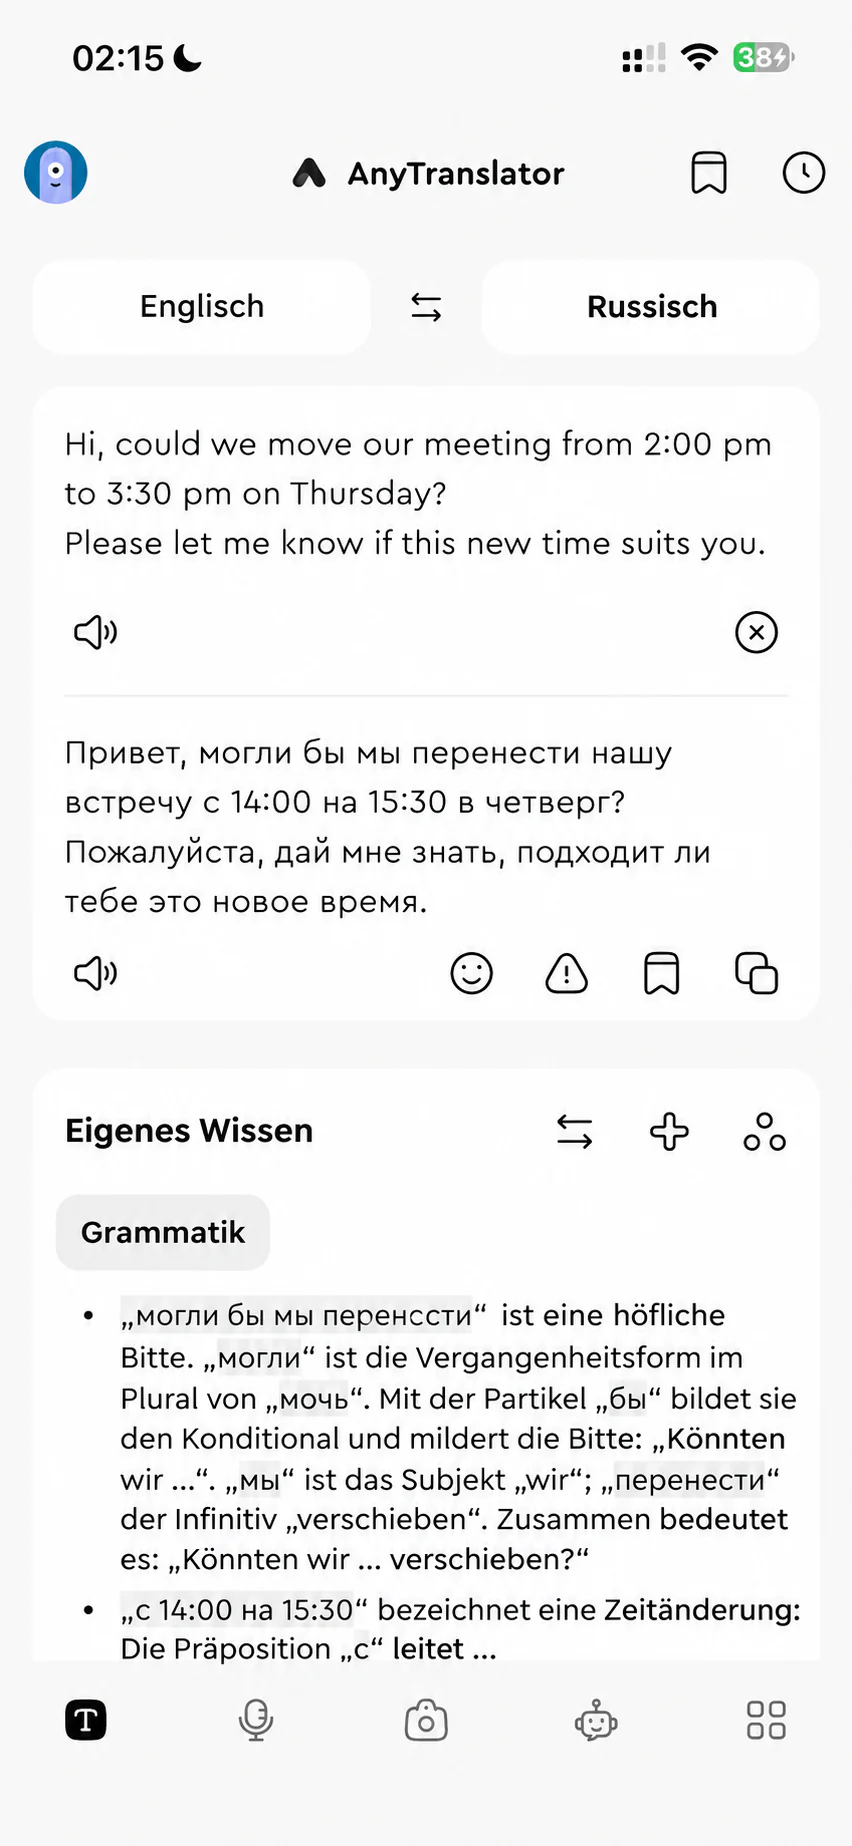 02:15
38
AnyTranslator
Englisch
Russisch
Hi, could we move our meeting from 2:00 pm
to 3:30 pm on Thursday?
Please let me know if this new time suits you.
Привет, могли бы мы перенести нашу
встречу с 14:00 на 15:30 в четверг?
Пожалуйста, дай мне знать, подходит ли
тебе это новое время.
Eigenes Wissen
Grammatik
• „могли бы мы перенссти“ ist eine höfliche
Bitte. „могли“ ist die Vergangenheitsform im
Plural von „мочь“. Mit der Partikel „бы“ bildet sie
den Konditional und mildert die Bitte: „Könnten
wir ...“. „мы“ ist das Subjekt „wir“; „перенести“
der Infinitiv „verschieben“. Zusammen bedeutet
es: „Könnten wir ... verschieben?“
• „с 14:00 на 15:30“ bezeichnet eine Zeitänderung:
Die Präposition „с“ leitet ...
T